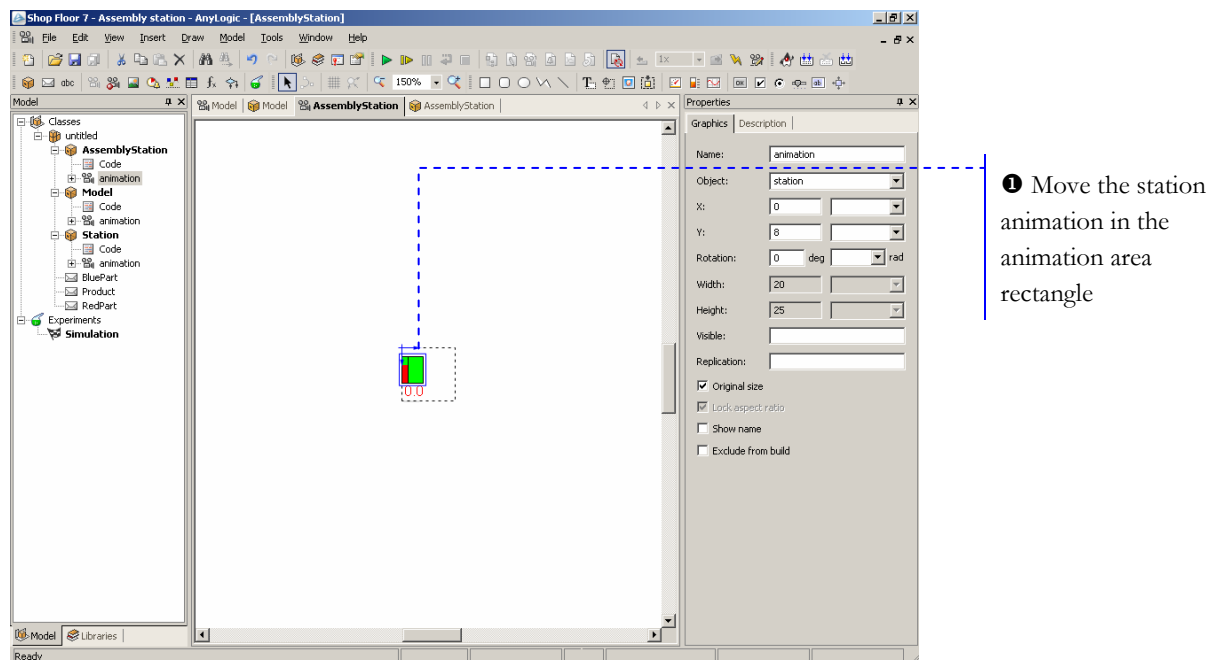 Shop Floor 7 - Assembly station - AnyLogic - [AssemblyStation]
File Edit View Insert Draw Model Tools Window Help
1x
abc 150%
Model
Classes
untitled
AssemblyStation
Code
animation
Model
Code
animation
Station
Code
animation
BluePart
Product
RedPart
Experiments
Simulation
Model Libraries
Ready
Model Model AssemblyStation AssemblyStation
0.0
Properties
Graphics Description
Name: animation
Object: station
X: 0
Y: 8
Rotation: 0 deg rad
Width: 20
Height: 25
Visible:
Replication:
Original size
Lock aspect ratio
Show name
Exclude from build
❶ Move the station
animation in the
animation area
rectangle